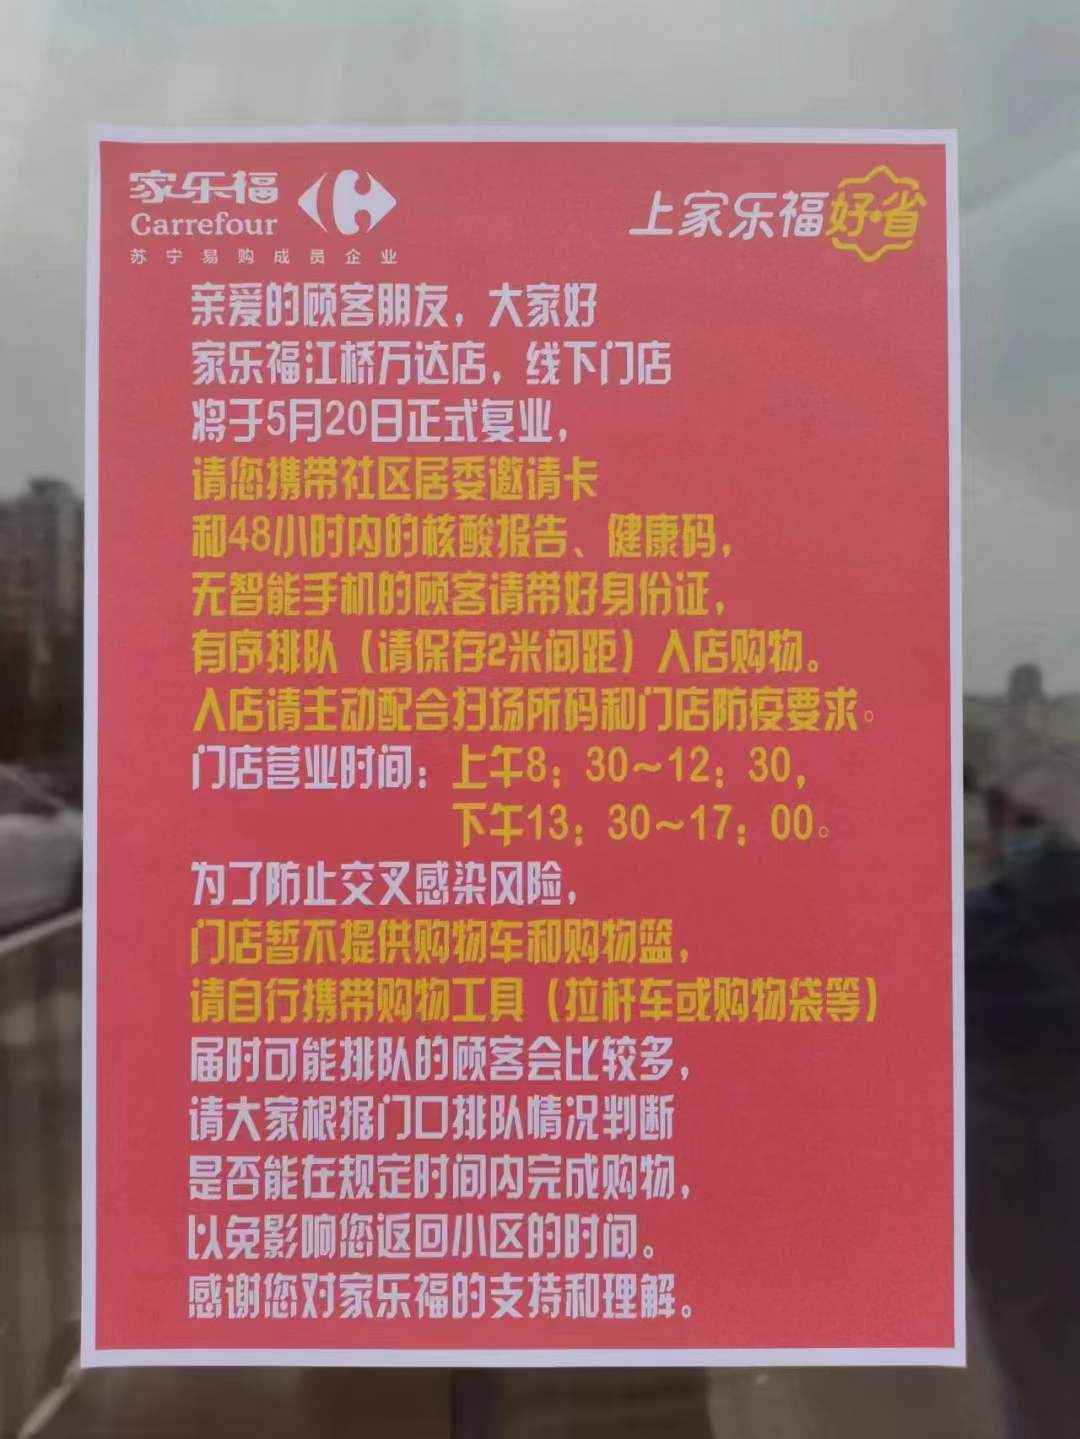 家乐福
Carrefour
苏宁易购成员企业
上家乐福好省
亲爱的顾客朋友，大家好
家乐福江桥万达店，线下门店
将于5月20日正式复业，
请您携带社区居委邀请卡
和48小时内的核酸报告、健康码，
无智能手机的顾客请带好身份证，
有序排队（请保存2米间距）入店购物。
入店请主动配合扫场所码和门店防疫要求。
门店营业时间：上午8：30～12：30，
下午13：30～17：00。
为了防止交叉感染风险，
门店暂不提供购物车和购物篮，
请自行携带购物工具（拉杆车或购物袋等）
届时可能排队的顾客会比较多，
请大家根据门口排队情况判断
是否能在规定时间内完成购物，
以免影响您返回小区的时间。
感谢您对家乐福的支持和理解。